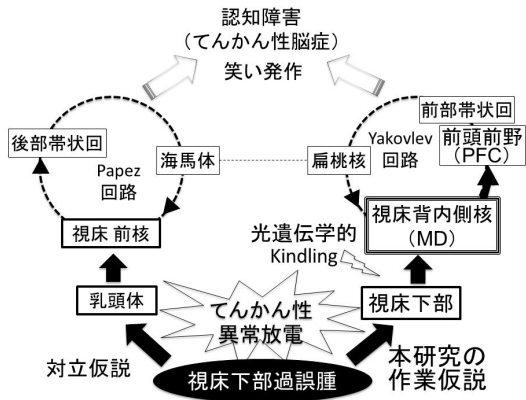 認知障害
(てんかん性脳症)
笑い発作
後部帯状回
Papez
回路
海馬体
視床 前核
乳頭体
対立仮説
前部帯状回
前頭前野
(PFC)
Yakovlev
回路
扁桃核
視床背内側核
(MD)
光遺伝学的
Kindling
視床下部
てんかん性
異常放電
本研究の
作業仮説
視床下部過誤腫